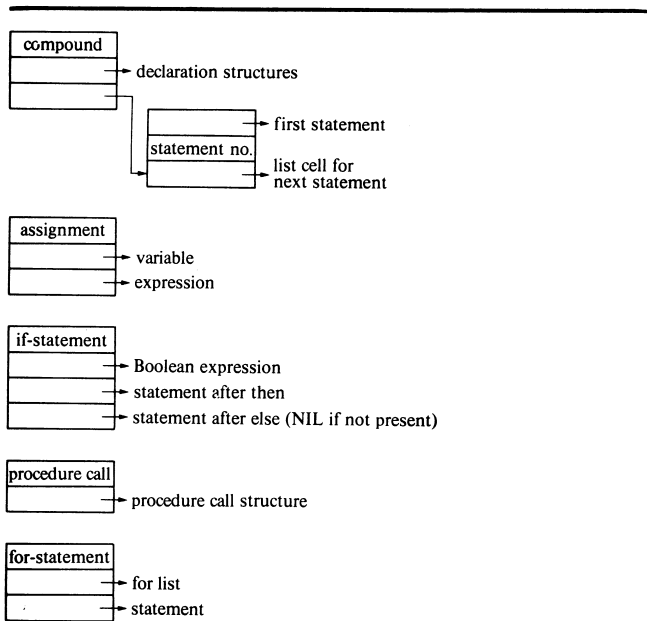 compound
declaration structures
first statement
statement no.
list cell for
next statement
assignment
variable
expression
if-statement
Boolean expression
statement after then
statement after else (NIL if not present)
procedure call
procedure call structure
for-statement
for list
statement